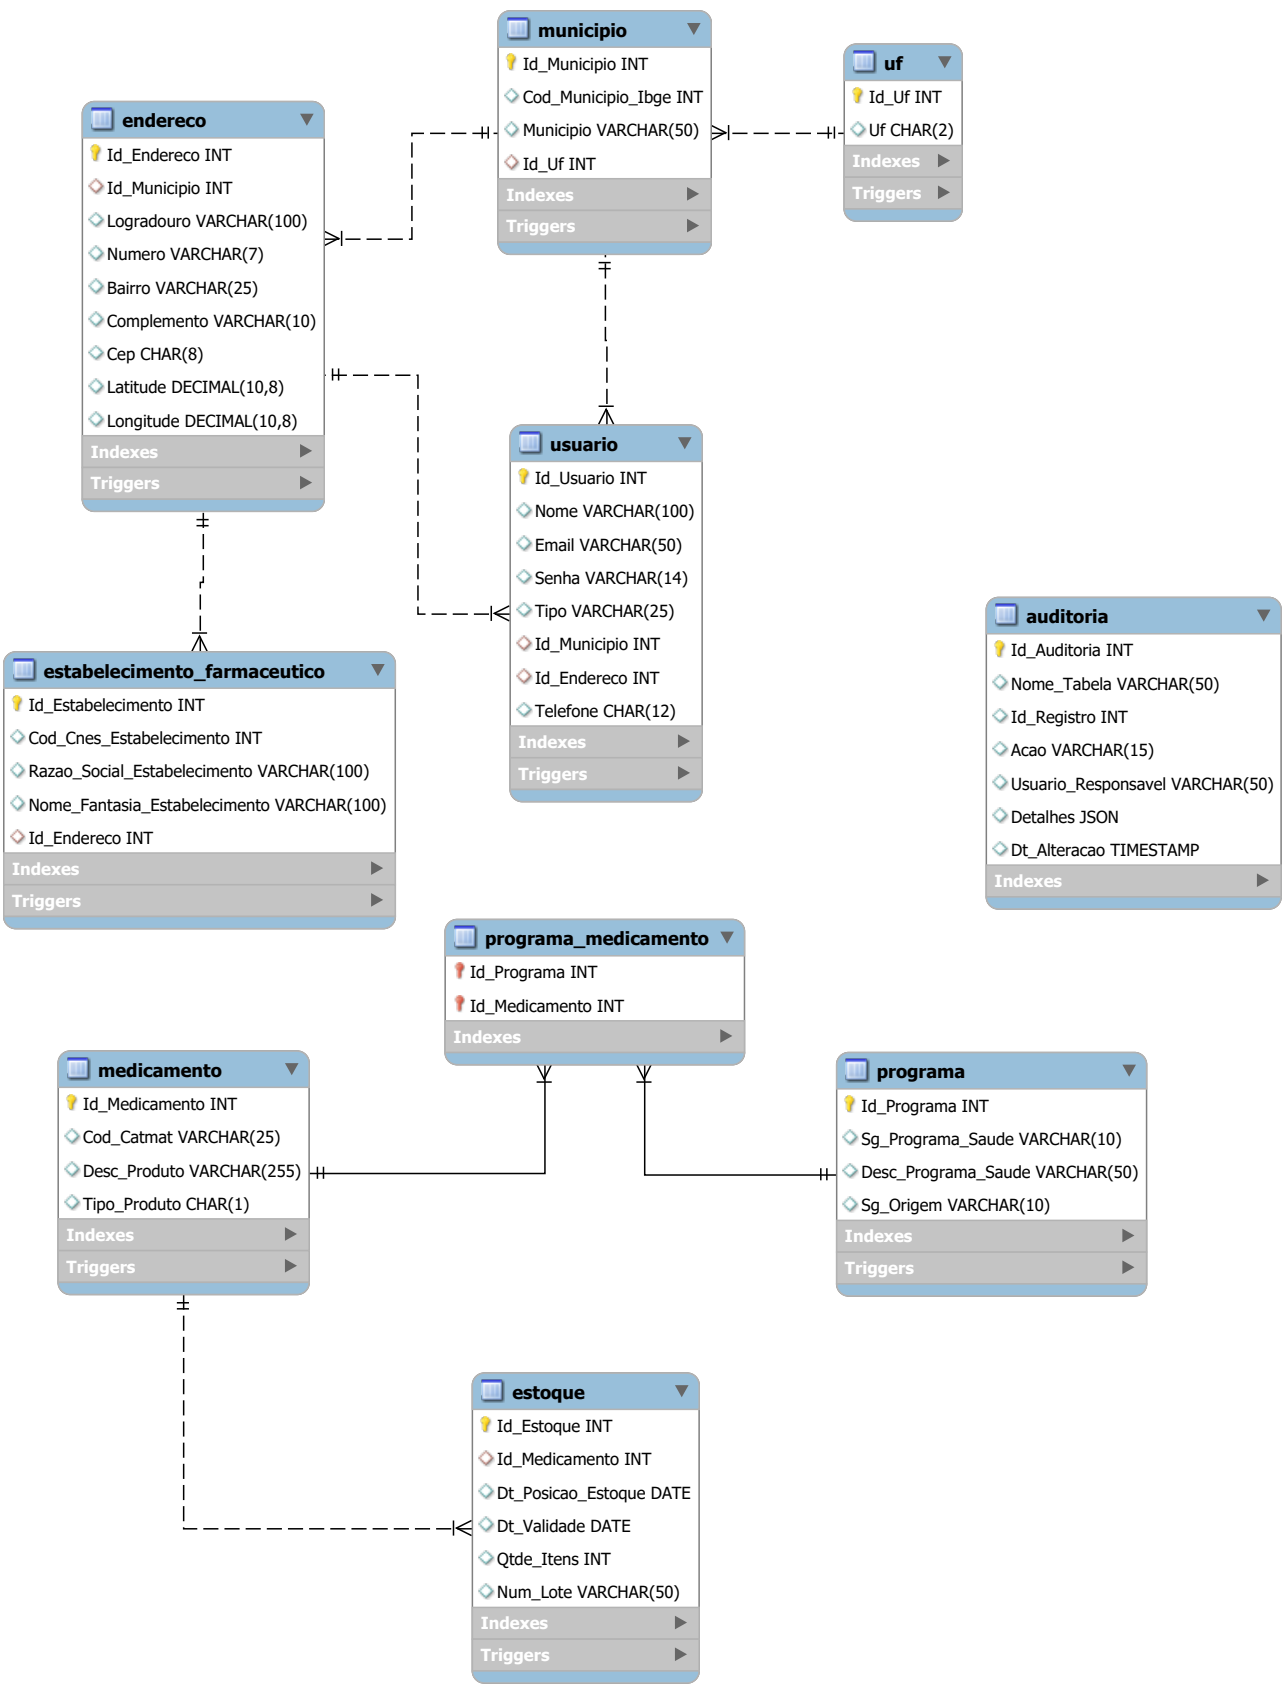 municipio
Id_Municipio INT
Cod_Municipio_Ibge INT
Municipio VARCHAR(50)
Id_Uf INT
Indexes
Triggers
uf
Id_Uf INT
Uf CHAR(2)
Indexes
Triggers
endereco
Id_Endereco INT
Id_Municipio INT
Logradouro VARCHAR(100)
Numero VARCHAR(7)
Bairro VARCHAR(25)
Complemento VARCHAR(10)
Cep CHAR(8)
Latitude DECIMAL(10,8)
Longitude DECIMAL(10,8)
Indexes
Triggers
usuario
Id_Usuario INT
Nome VARCHAR(100)
Email VARCHAR(50)
Senha VARCHAR(14)
Tipo VARCHAR(25)
Id_Municipio INT
Id_Endereco INT
Telefone CHAR(12)
Indexes
Triggers
auditoria
Id_Auditoria INT
Nome_Tabela VARCHAR(50)
Id_Registro INT
Acao VARCHAR(15)
Usuario_Responsavel VARCHAR(50)
Detalhes JSON
Dt_Alteracao TIMESTAMP
Indexes
estabelecimento_farmaceutico
Id_Estabelecimento INT
Cod_Cnes_Estabelecimento INT
Razao_Social_Estabelecimento VARCHAR(100)
Nome_Fantasia_Estabelecimento VARCHAR(100)
Id_Endereco INT
Indexes
Triggers
programa_medicamento
Id_Programa INT
Id_Medicamento INT
Indexes
medicamento
Id_Medicamento INT
Cod_Catmat VARCHAR(25)
Desc_Produto VARCHAR(255)
Tipo_Produto CHAR(1)
Indexes
Triggers
programa
Id_Programa INT
Sg_Programa_Saude VARCHAR(10)
Desc_Programa_Saude VARCHAR(50)
Sg_Origem VARCHAR(10)
Indexes
Triggers
estoque
Id_Estoque INT
Id_Medicamento INT
Dt_Posicao_Estoque DATE
Dt_Validade DATE
Qtde_Itens INT
Num_Lote VARCHAR(50)
Indexes
Triggers